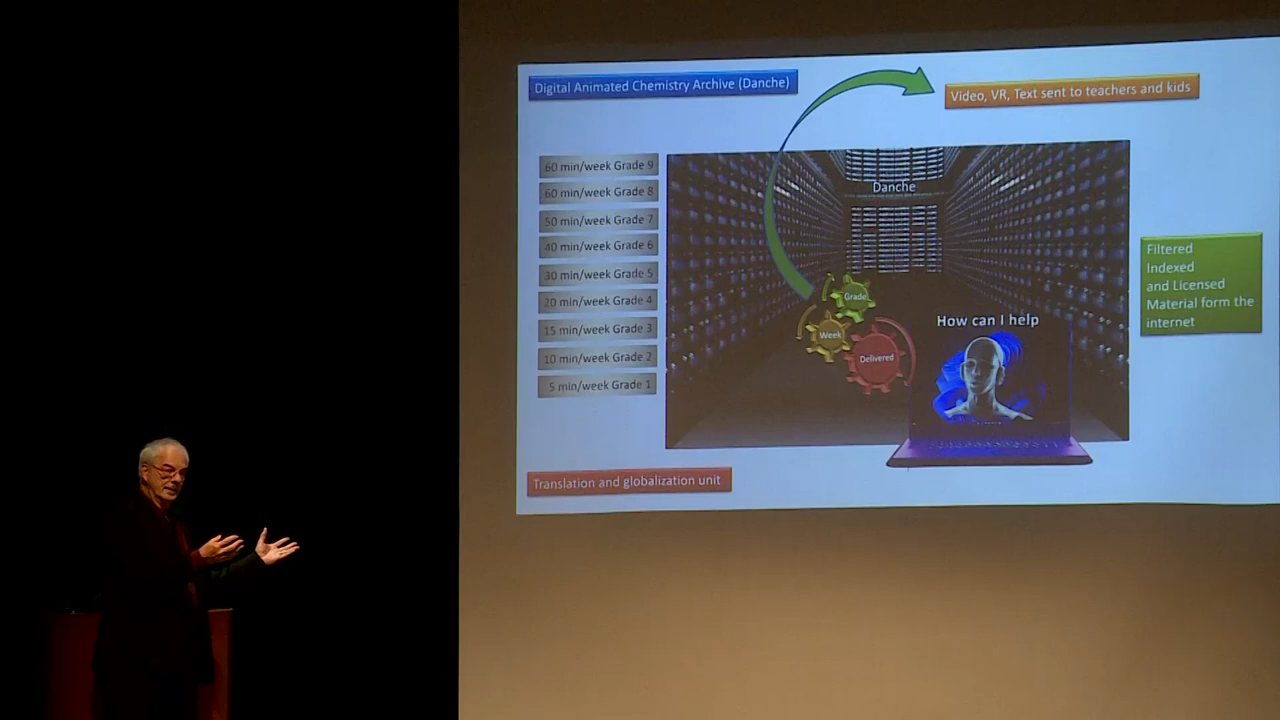 Digital Animated Chemistry Archive (Danche)
Video, VR, Text sent to teachers and kids
60 min/week Grade 9
60 min/week Grade 8
50 min/week Grade 7
40 min/week Grade 6
30 min/week Grade 5
20 min/week Grade 4
15 min/week Grade 3
10 min/week Grade 2
5 min/week Grade 1
Danche
Grade
Week
Delivered
How can I help
Filtered
Indexed
and Licensed
Material form the
internet
Translation and globalization unit